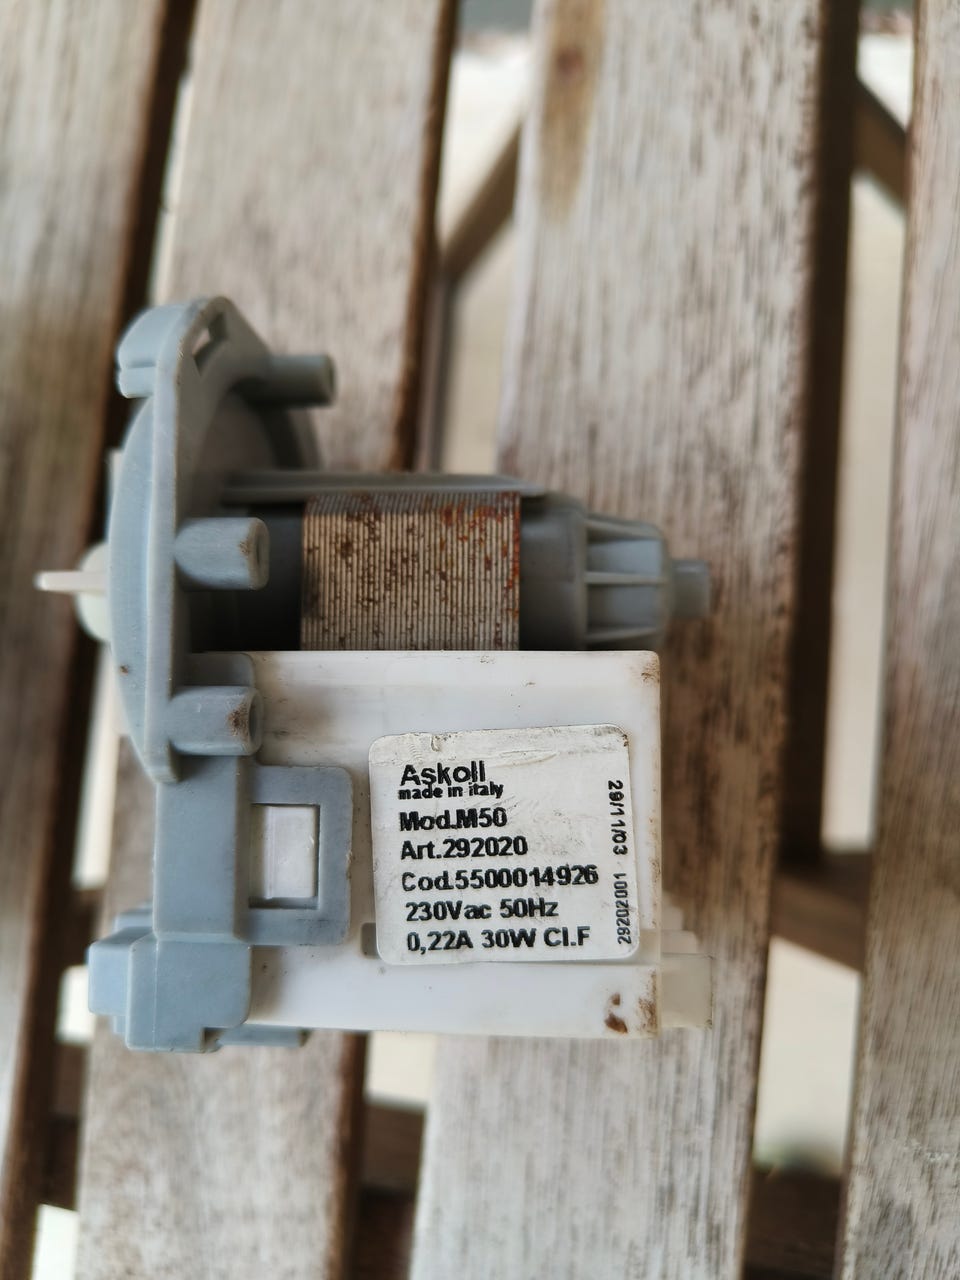 Askoll
made in italy
Mod.M50
Art.292020
Cod.5500014926
230Vac 50Hz
0,22A 30W Cl.F
29/11/03
29202001